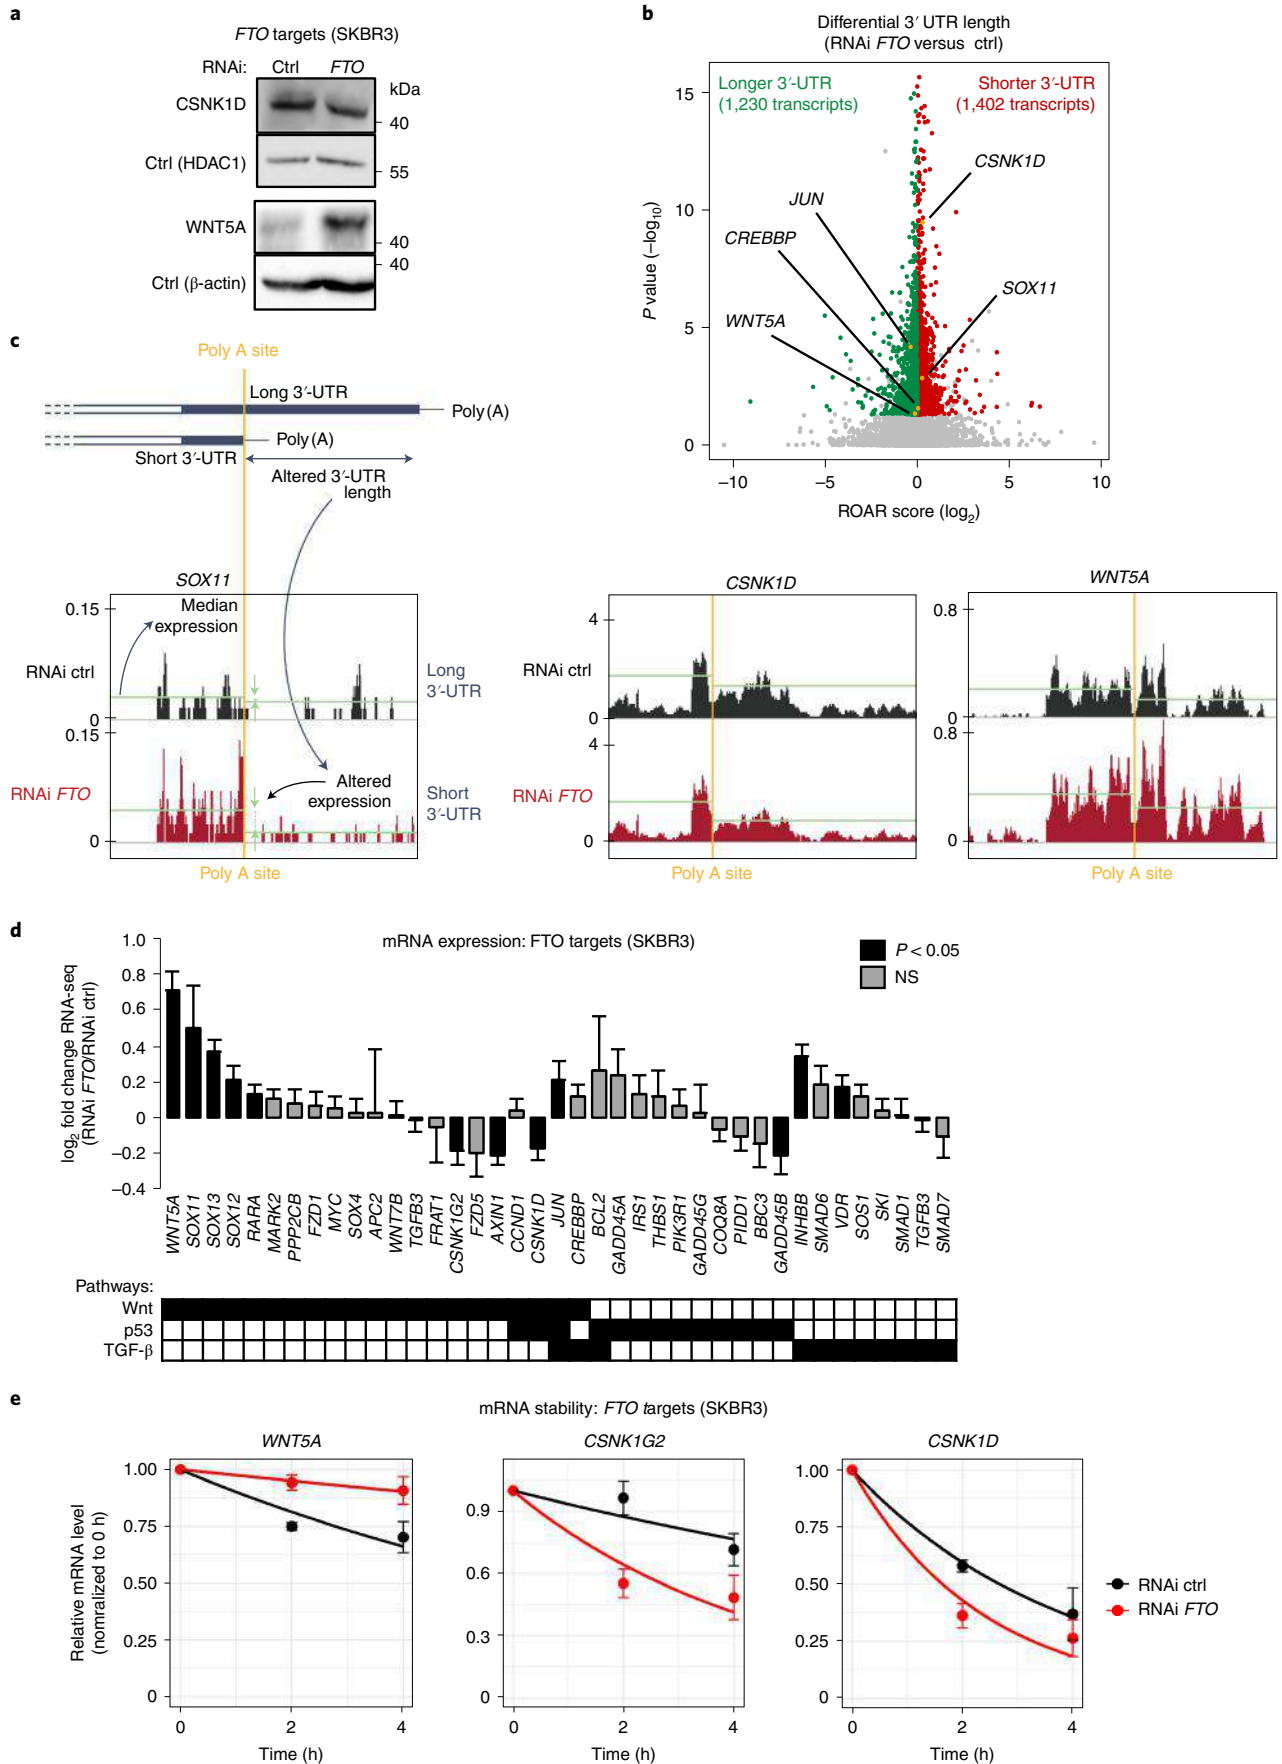 a
FTO targets (SKBR3)
RNAi: Ctrl FTO
kDa
CSNK1D
40
Ctrl (HDAC1)
55
WNT5A
40
40
Ctrl (β-actin)
b
Differential 3′ UTR length
(RNAi FTO versus ctrl)
Longer 3′-UTR
(1,230 transcripts)
Shorter 3′-UTR
(1,402 transcripts)
CSNK1D
JUN
CREBBP
SOX11
WNT5A
15
10
5
0
P value (−log10)
−10 −5 0 5 10
ROAR score (log2)
c
Poly A site
Long 3′-UTR
Poly(A)
Poly(A)
Short 3′-UTR
Altered 3′-UTR
length
SOX11
0.15
Median
expression
RNAi ctrl
Long
3′-UTR
0
0.15
RNAi FTO
Altered
expression
Short
3′-UTR
0
Poly A site
CSNK1D
4
RNAi ctrl
0
4
RNAi FTO
0
Poly A site
WNT5A
0.8
0
0.8
0
Poly A site
d
mRNA expression: FTO targets (SKBR3)
P < 0.05
NS
log2 fold change RNA-seq
(RNAi FTO/RNAi ctrl)
1.0
0.8
0.6
0.4
0.2
0
−0.2
−0.4
WNT5A
SOX11
SOX13
SOX12
RARA
MARK2
PPP2CB
FZD1
MYC
SOX4
APC2
WNT7B
TGFB3
FRAT1
CSNK1G2
FZD5
AXIN1
CCND1
CSNK1D
JUN
CREBBP
BCL2
GADD45A
IRS1
THBS1
PIK3R1
GADD45G
COQ8A
PIDD1
BBC3
GADD45B
INHBB
SMAD6
VDR
SOS1
SKI
SMAD1
TGFB3
SMAD7
Pathways:
Wnt
p53
TGF-β
e
mRNA stability: FTO targets (SKBR3)
WNT5A
CSNK1G2
CSNK1D
Relative mRNA level
(nomralized to 0 h)
1.00
0.75
0.50
0.25
0
0 2 4
Time (h)
0.9
0.6
0.3
0
0 2 4
Time (h)
1.00
0.75
0.50
0.25
0
0 2 4
Time (h)
RNAi ctrl
RNAi FTO